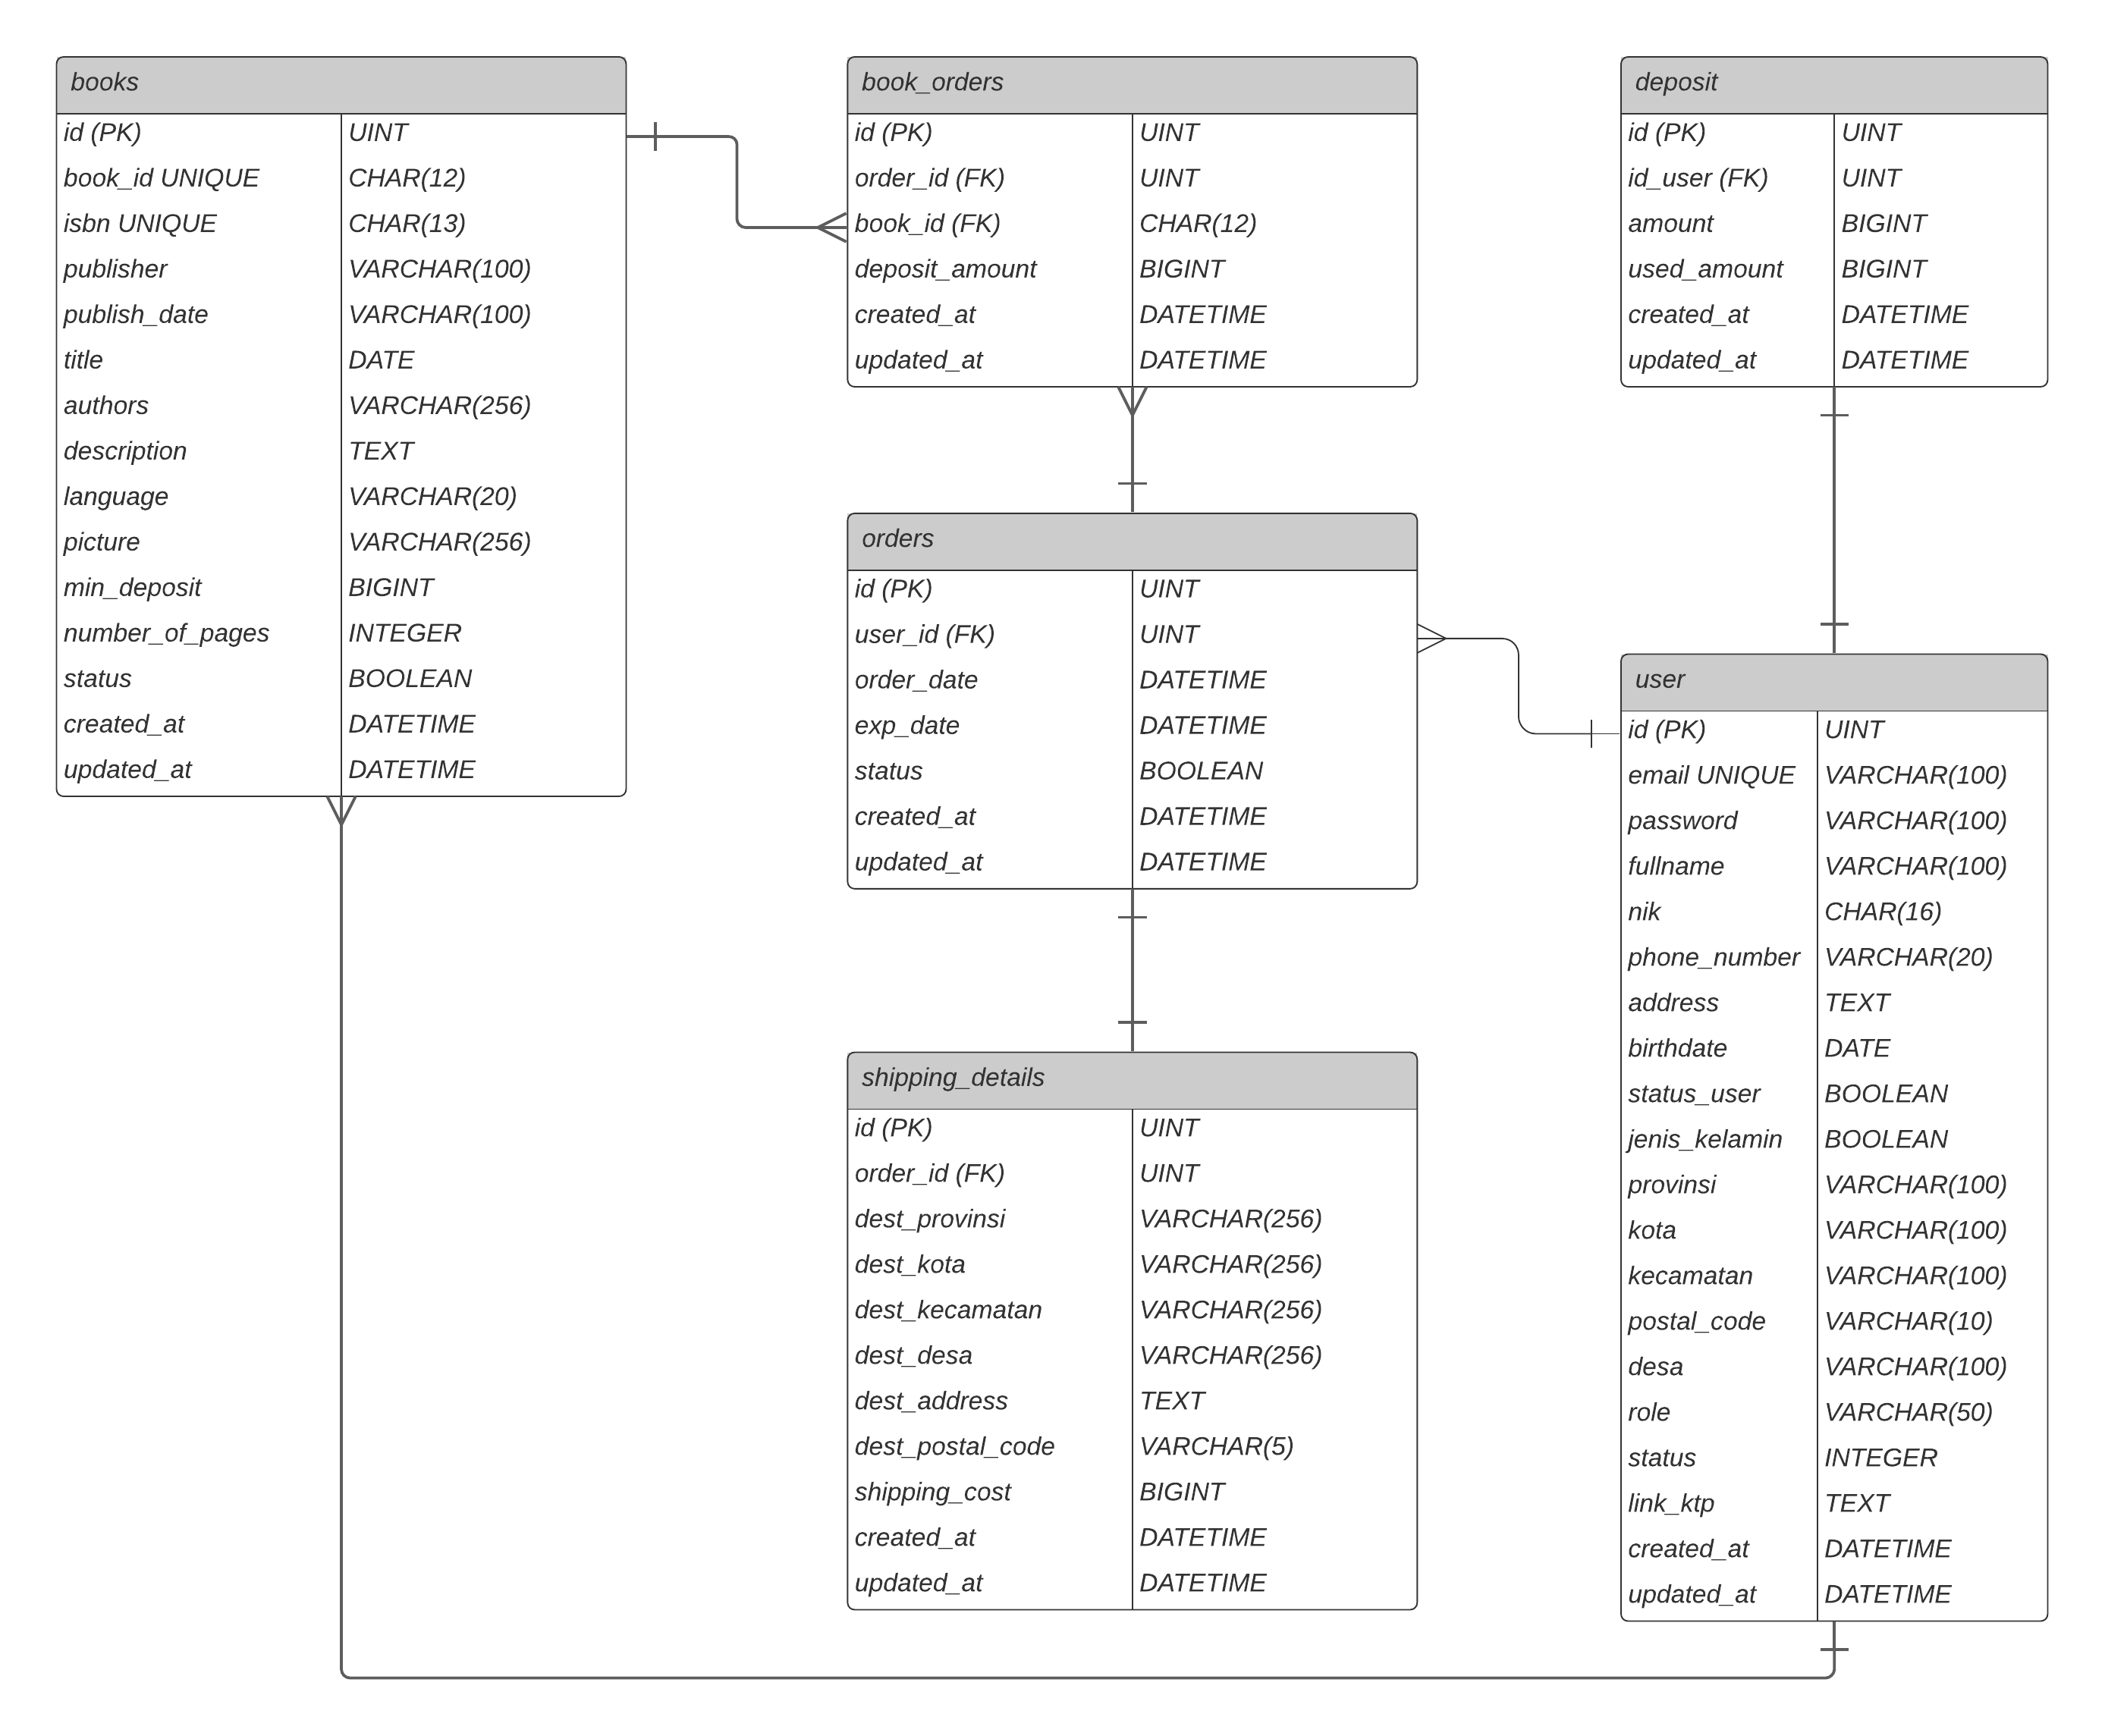 books
id (PK) UINT
book_id UNIQUE CHAR(12)
isbn UNIQUE CHAR(13)
publisher VARCHAR(100)
publish_date VARCHAR(100)
title DATE
authors VARCHAR(256)
description TEXT
language VARCHAR(20)
picture VARCHAR(256)
min_deposit BIGINT
number_of_pages INTEGER
status BOOLEAN
created_at DATETIME
updated_at DATETIME
book_orders
id (PK) UINT
order_id (FK) UINT
book_id (FK) CHAR(12)
deposit_amount BIGINT
created_at DATETIME
updated_at DATETIME
orders
id (PK) UINT
user_id (FK) UINT
order_date DATETIME
exp_date DATETIME
status BOOLEAN
created_at DATETIME
updated_at DATETIME
shipping_details
id (PK) UINT
order_id (FK) UINT
dest_provinsi VARCHAR(256)
dest_kota VARCHAR(256)
dest_kecamatan VARCHAR(256)
dest_desa VARCHAR(256)
dest_address TEXT
dest_postal_code VARCHAR(5)
shipping_cost BIGINT
created_at DATETIME
updated_at DATETIME
deposit
id (PK) UINT
id_user (FK) UINT
amount BIGINT
used_amount BIGINT
created_at DATETIME
updated_at DATETIME
user
id (PK) UINT
email UNIQUE VARCHAR(100)
password VARCHAR(100)
fullname VARCHAR(100)
nik CHAR(16)
phone_number VARCHAR(20)
address TEXT
birthdate DATE
status_user BOOLEAN
jenis_kelamin BOOLEAN
provinsi VARCHAR(100)
kota VARCHAR(100)
kecamatan VARCHAR(100)
postal_code VARCHAR(10)
desa VARCHAR(100)
role VARCHAR(50)
status INTEGER
link_ktp TEXT
created_at DATETIME
updated_at DATETIME